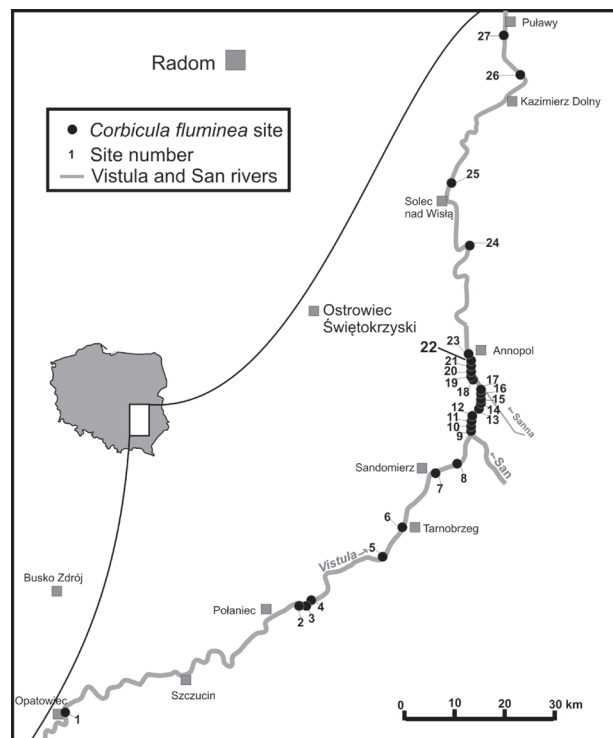 Puławy
27
Radom
26
Kazimierz Dolny
Corbicula fluminea site
1 Site number
Vistula and San rivers
25
Solec
nad Wisłą
24
Ostrowiec
Świętokrzyski
23
Annopol
22
21
20
19
18
17
16
15
14
13
12
11
10
9
←Sanna
←San
Sandomierz
8
7
6
Tarnobrzeg
Vistula→
5
Busko Zdrój
Połaniec
2
3
4
Szczucin
Opatowiec
1
0 10 20 30 km